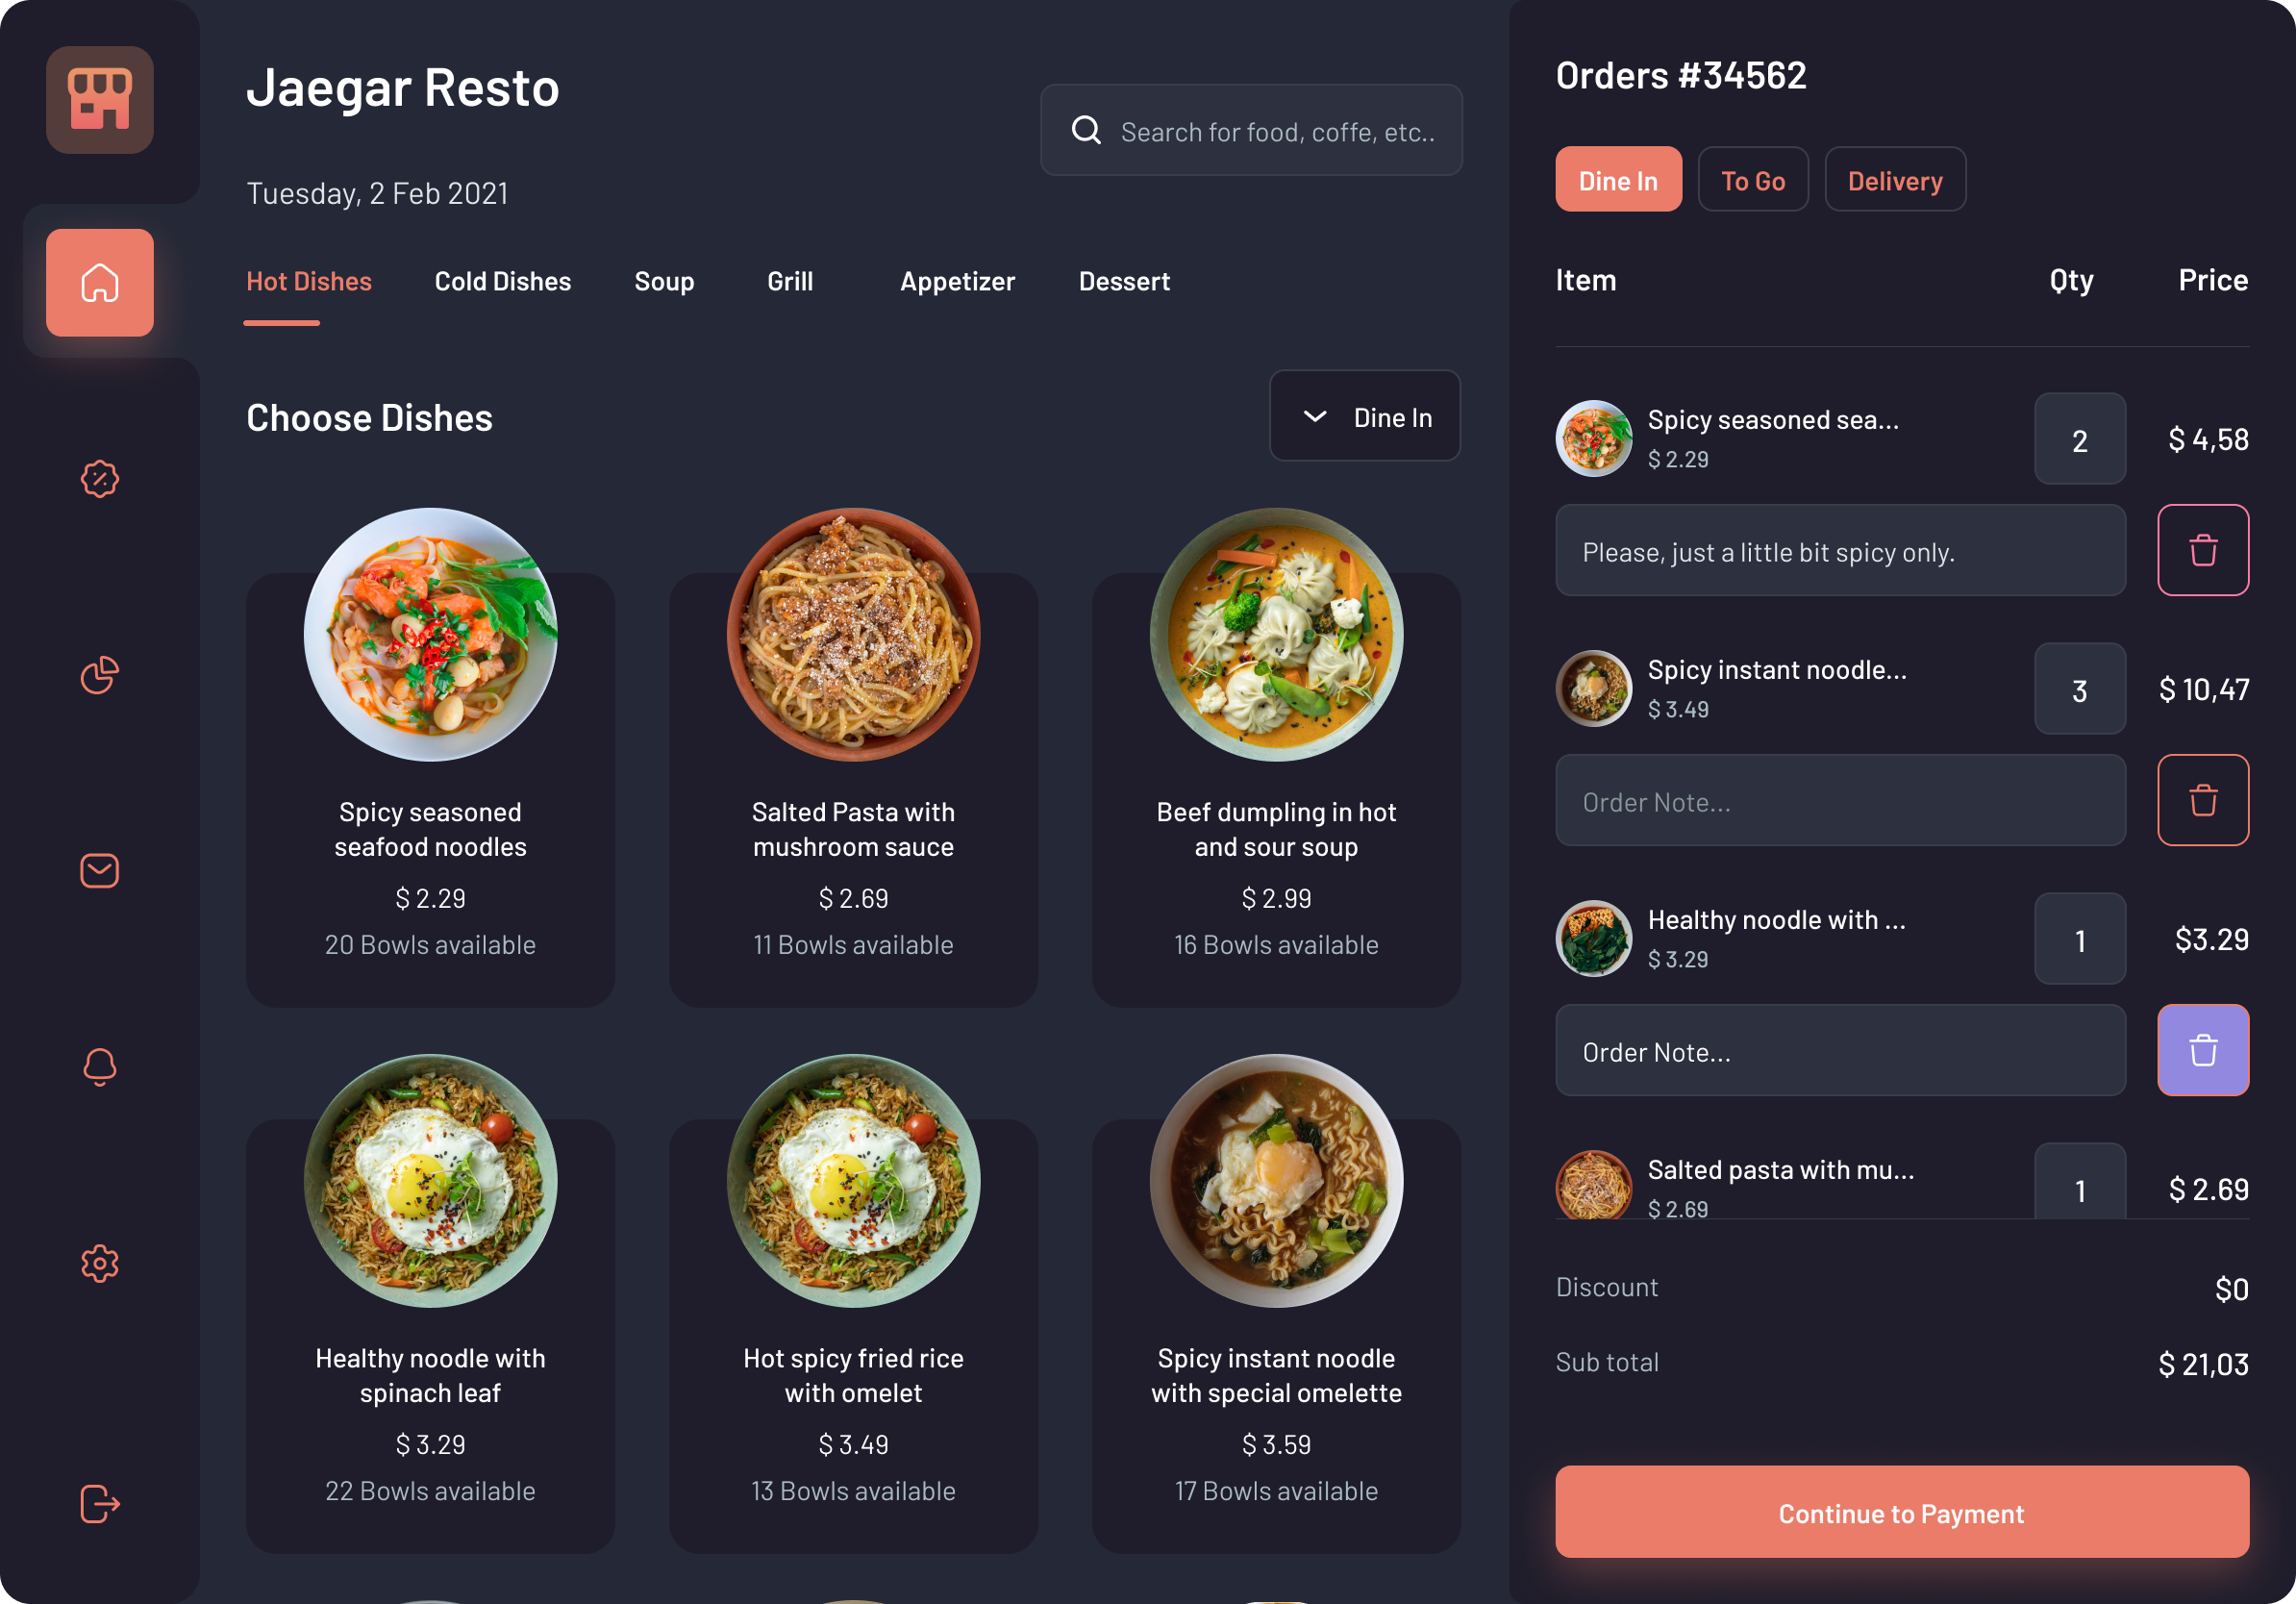 Jaegar Resto
Search for food, coffe, etc..
Tuesday, 2 Feb 2021
Hot Dishes
Cold Dishes
Soup
Grill
Appetizer
Dessert
Choose Dishes
Dine In
Spicy seasoned
seafood noodles
$ 2.29
20 Bowls available
Salted Pasta with
mushroom sauce
$ 2.69
11 Bowls available
Beef dumpling in hot
and sour soup
$ 2.99
16 Bowls available
Healthy noodle with
spinach leaf
$ 3.29
22 Bowls available
Hot spicy fried rice
with omelet
$ 3.49
13 Bowls available
Spicy instant noodle
with special omelette
$ 3.59
17 Bowls available
Orders #34562
Dine In
To Go
Delivery
Item Qty Price
Spicy seasoned sea...
$ 2.29
2
$ 4,58
Please, just a little bit spicy only.
Spicy instant noodle...
$ 3.49
3
$ 10,47
Order Note...
Healthy noodle with ...
$ 3.29
1
$3.29
Order Note...
Salted pasta with mu...
$ 2.69
1
$ 2.69
Discount $0
Sub total $ 21,03
Continue to Payment